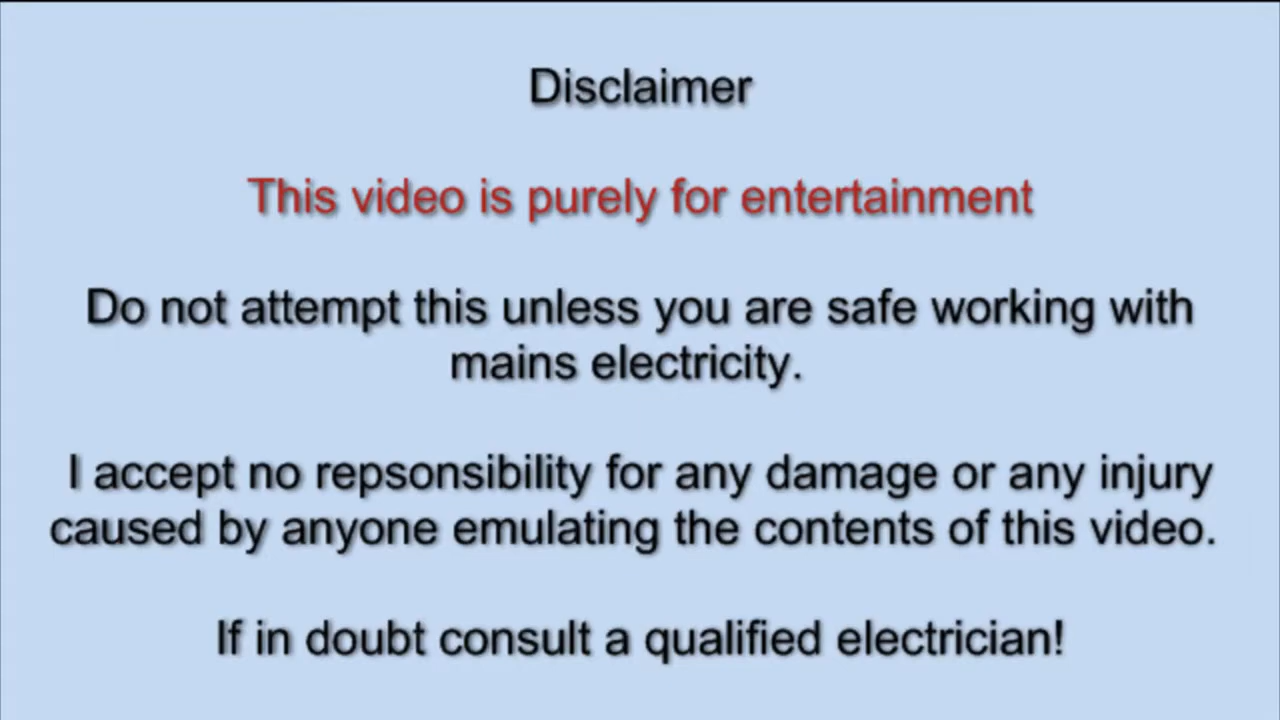 Disclaimer
This video is purely for entertainment
Do not attempt this unless you are safe working with
mains electricity.
I accept no repsonsibility for any damage or any injury
caused by anyone emulating the contents of this video.
If in doubt consult a qualified electrician!